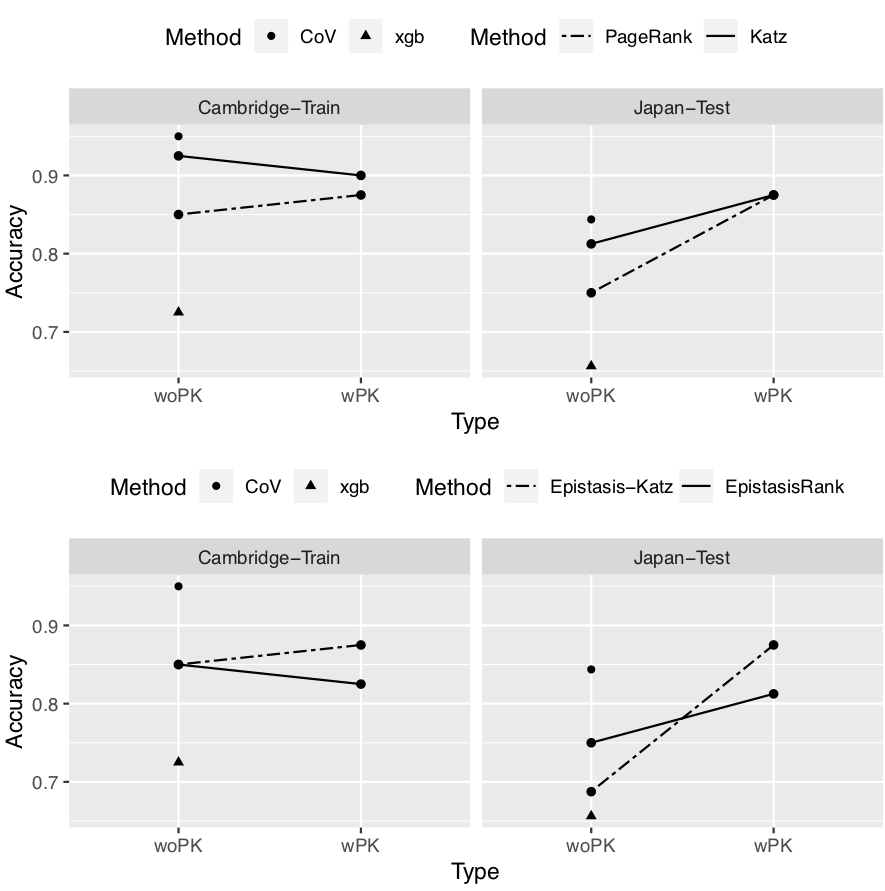 Method CoV xgb Method PageRank Katz
Cambridge−Train Japan−Test
0.9
0.8
0.7
Accuracy
woPK wPK woPK wPK
Type
Method CoV xgb Method Epistasis−Katz EpistasisRank
Cambridge−Train Japan−Test
0.9
0.8
0.7
Accuracy
woPK wPK woPK wPK
Type